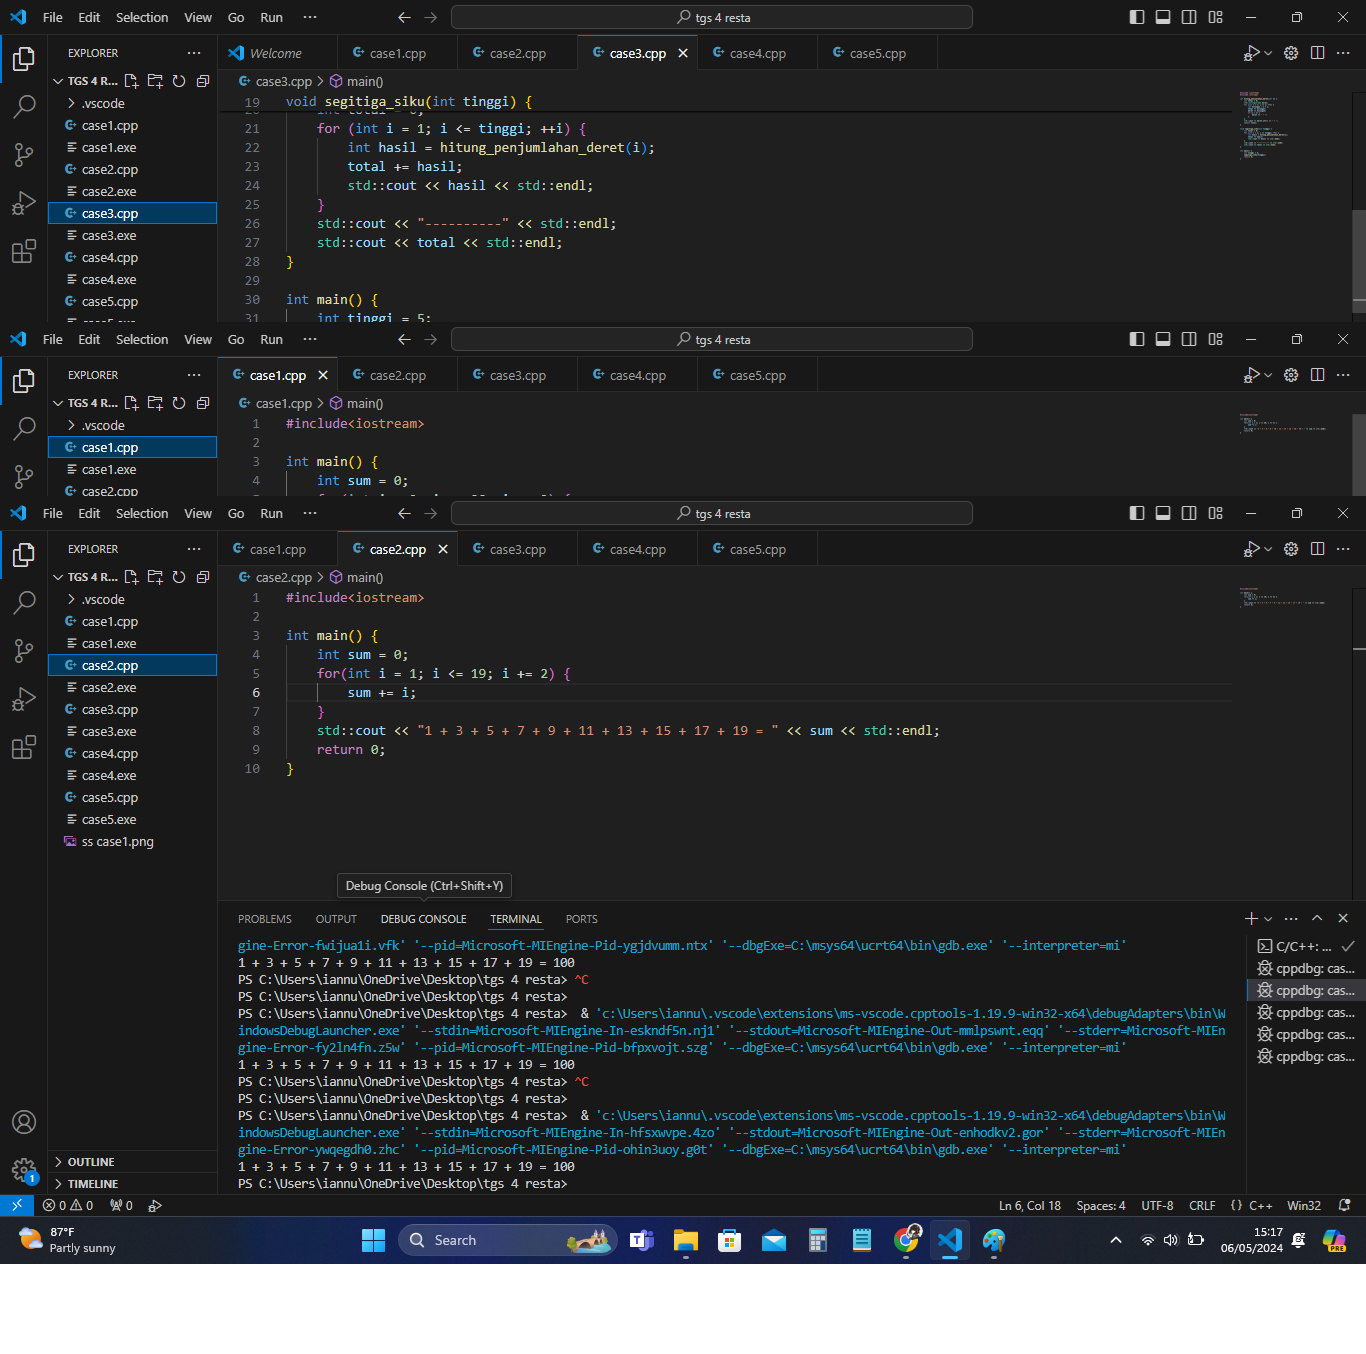 File Edit Selection View Go Run ··· tgs 4 resta
EXPLORER ··· Welcome case1.cpp case2.cpp case3.cpp case4.cpp case5.cpp
TGS 4 R... case3.cpp > main()
.vscode
case1.cpp
case1.exe
case2.cpp
case2.exe
case3.cpp
case3.exe
case4.cpp
case4.exe
case5.cpp
19 void segitiga_siku(int tinggi) {
21 for (int i = 1; i <= tinggi; ++i) {
22 int hasil = hitung_penjumlahan_deret(i);
23 total += hasil;
24 std::cout << hasil << std::endl;
25 }
26 std::cout << "----------" << std::endl;
27 std::cout << total << std::endl;
28 }
29
30 int main() {
31 int tinggi = 5;
File Edit Selection View Go Run ··· tgs 4 resta
EXPLORER ··· case1.cpp case2.cpp case3.cpp case4.cpp case5.cpp
TGS 4 R... case1.cpp > main()
.vscode
case1.cpp
case1.exe
case2.cpp
1 #include<iostream>
2
3 int main() {
4 int sum = 0;
File Edit Selection View Go Run ··· tgs 4 resta
EXPLORER ··· case1.cpp case2.cpp case3.cpp case4.cpp case5.cpp
TGS 4 R... case2.cpp > main()
.vscode
case1.cpp
case1.exe
case2.cpp
case2.exe
case3.cpp
case3.exe
case4.cpp
case4.exe
case5.cpp
case5.exe
ss case1.png
1 #include<iostream>
2
3 int main() {
4 int sum = 0;
5 for(int i = 1; i <= 19; i += 2) {
6 sum += i;
7 }
8 std::cout << "1 + 3 + 5 + 7 + 9 + 11 + 13 + 15 + 17 + 19 = " << sum << std::endl;
9 return 0;
10 }
Debug Console (Ctrl+Shift+Y)
PROBLEMS OUTPUT DEBUG CONSOLE TERMINAL PORTS
gine-Error-fwijua1i.vfk' '--pid=Microsoft-MIEngine-Pid-ygjdvumm.ntx' '--dbgExe=C:\msys64\ucrt64\bin\gdb.exe' '--interpreter=mi'
1 + 3 + 5 + 7 + 9 + 11 + 13 + 15 + 17 + 19 = 100
PS C:\Users\iannu\OneDrive\Desktop\tgs 4 resta> ^C
PS C:\Users\iannu\OneDrive\Desktop\tgs 4 resta>
PS C:\Users\iannu\OneDrive\Desktop\tgs 4 resta> & 'c:\Users\iannu\.vscode\extensions\ms-vscode.cpptools-1.19.9-win32-x64\debugAdapters\bin\W
indowsDebugLauncher.exe' '--stdin=Microsoft-MIEngine-In-eskndf5n.nj1' '--stdout=Microsoft-MIEngine-Out-mmlpswnt.eqq' '--stderr=Microsoft-MIEn
gine-Error-fy2ln4fn.z5w' '--pid=Microsoft-MIEngine-Pid-bfpxvojt.szg' '--dbgExe=C:\msys64\ucrt64\bin\gdb.exe' '--interpreter=mi'
1 + 3 + 5 + 7 + 9 + 11 + 13 + 15 + 17 + 19 = 100
PS C:\Users\iannu\OneDrive\Desktop\tgs 4 resta> ^C
PS C:\Users\iannu\OneDrive\Desktop\tgs 4 resta>
PS C:\Users\iannu\OneDrive\Desktop\tgs 4 resta> & 'c:\Users\iannu\.vscode\extensions\ms-vscode.cpptools-1.19.9-win32-x64\debugAdapters\bin\W
indowsDebugLauncher.exe' '--stdin=Microsoft-MIEngine-In-hfsxwvpe.4zo' '--stdout=Microsoft-MIEngine-Out-enhodkv2.gor' '--stderr=Microsoft-MIEn
gine-Error-ywqegdh0.zhc' '--pid=Microsoft-MIEngine-Pid-ohin3uoy.g0t' '--dbgExe=C:\msys64\ucrt64\bin\gdb.exe' '--interpreter=mi'
1 + 3 + 5 + 7 + 9 + 11 + 13 + 15 + 17 + 19 = 100
PS C:\Users\iannu\OneDrive\Desktop\tgs 4 resta>
C/C++: ...
cppdbg: cas...
cppdbg: cas...
cppdbg: cas...
cppdbg: cas...
cppdbg: cas...
OUTLINE
TIMELINE
1
0 0 0 Ln 6, Col 18 Spaces: 4 UTF-8 CRLF {} C++ Win32
87°F
Partly sunny
Search
15:17
06/05/2024
PRE